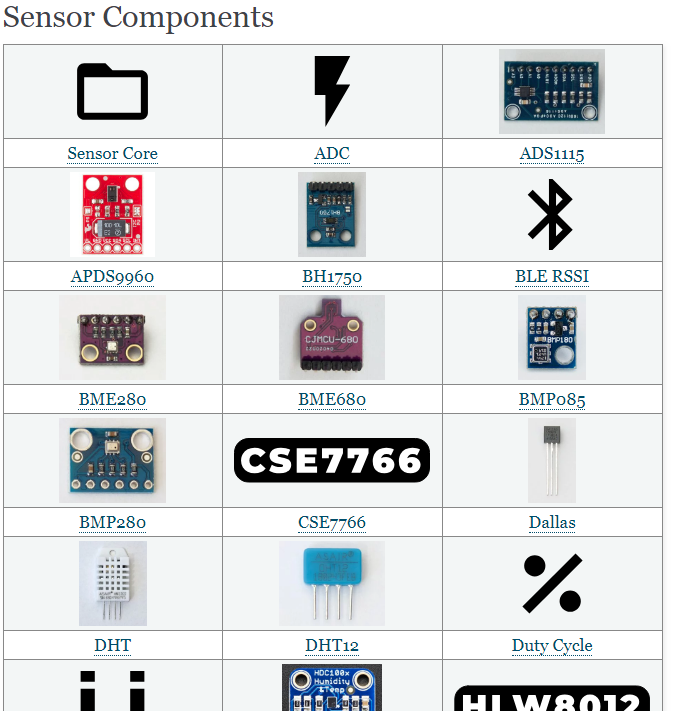 Sensor Components
Sensor Core
ADC
ADS1115
APDS9960
BH1750
BH1750
BLE RSSI
CJMCU-680
BMP180
BME280
BME680
BMP085
CSE7766
BMP280
CSE7766
Dallas
DHT
DHT12
Duty Cycle
HDC100x
Humidity
&Temp
HLW8012